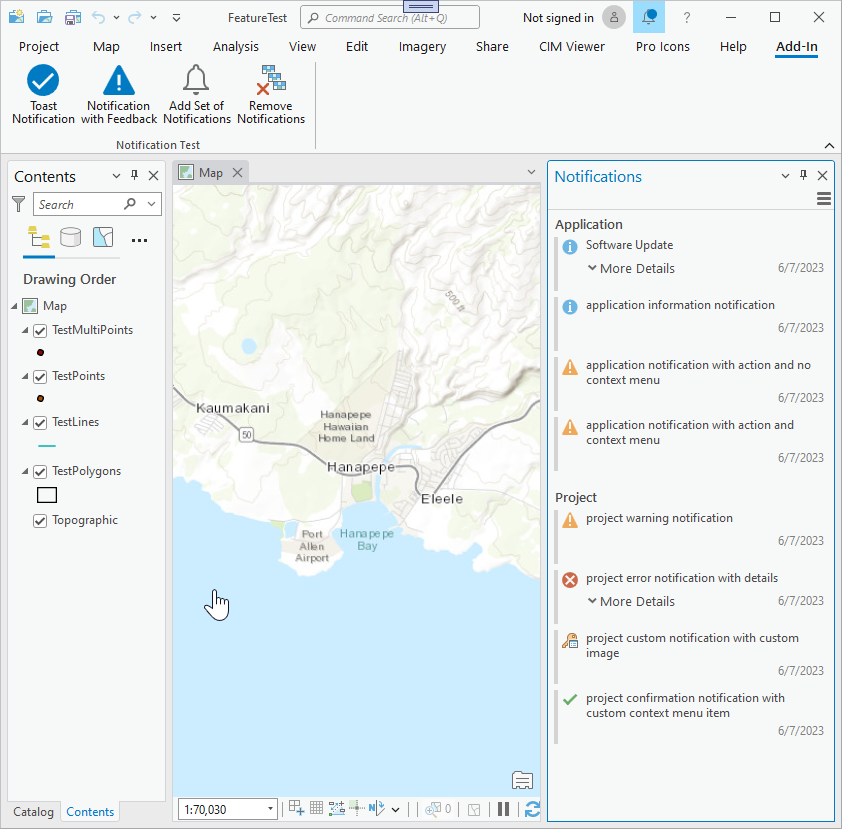 FeatureTest
Command Search (Alt+Q)
Not signed in
?
Project
Map
Insert
Analysis
View
Edit
Imagery
Share
CIM Viewer
Pro Icons
Help
Add-In
Toast
Notification
Notification
with Feedback
Add Set of
Notifications
Remove
Notifications
Notification Test
Contents
Search
Drawing Order
Map
TestMultiPoints
TestPoints
TestLines
TestPolygons
Topographic
Catalog
Contents
Map
500 ft
Kaumakani
50
Hanapepe
Hawaiian
Home Land
Hanapepe
Eleele
Port
Allen
Airport
Hanapepe
Bay
1:70,030
N
0
Notifications
Application
Software Update
More Details
6/7/2023
application information notification
6/7/2023
application notification with action and no
context menu
6/7/2023
application notification with action and
context menu
6/7/2023
Project
project warning notification
6/7/2023
project error notification with details
More Details
6/7/2023
project custom notification with custom
image
6/7/2023
project confirmation notification with
custom context menu item
6/7/2023